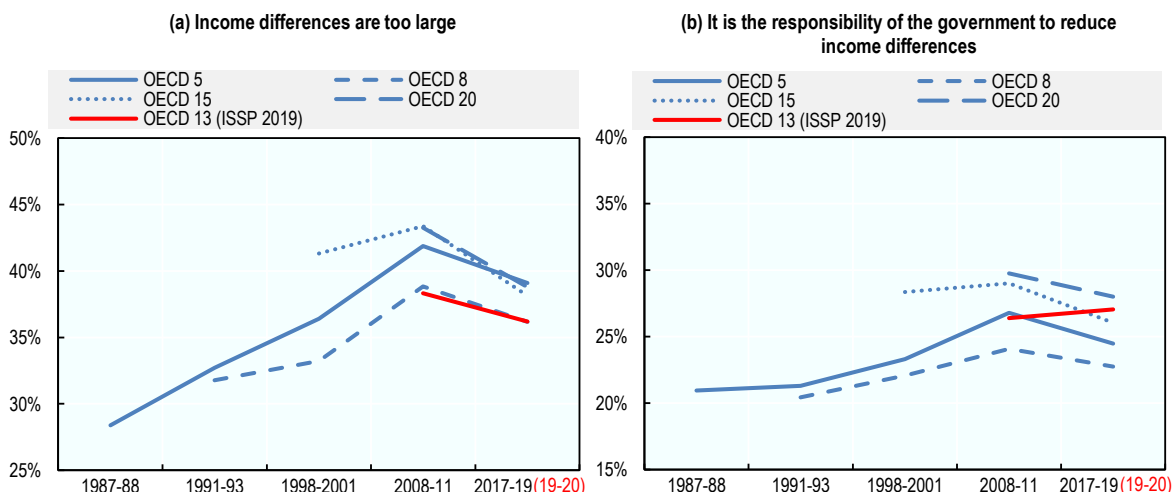 (a) Income differences are too large
OECD 5 OECD 8
OECD 15 OECD 20
OECD 13 (ISSP 2019)
50%
45%
40%
35%
30%
25%
1987-88 1991-93 1998-2001 2008-11 2017-19(19-20)
(b) It is the responsibility of the government to reduce
income differences
OECD 5 OECD 8
OECD 15 OECD 20
OECD 13 (ISSP 2019)
40%
35%
30%
25%
20%
15%
1987-88 1991-93 1998-2001 2008-11 2017-19 (19-20)